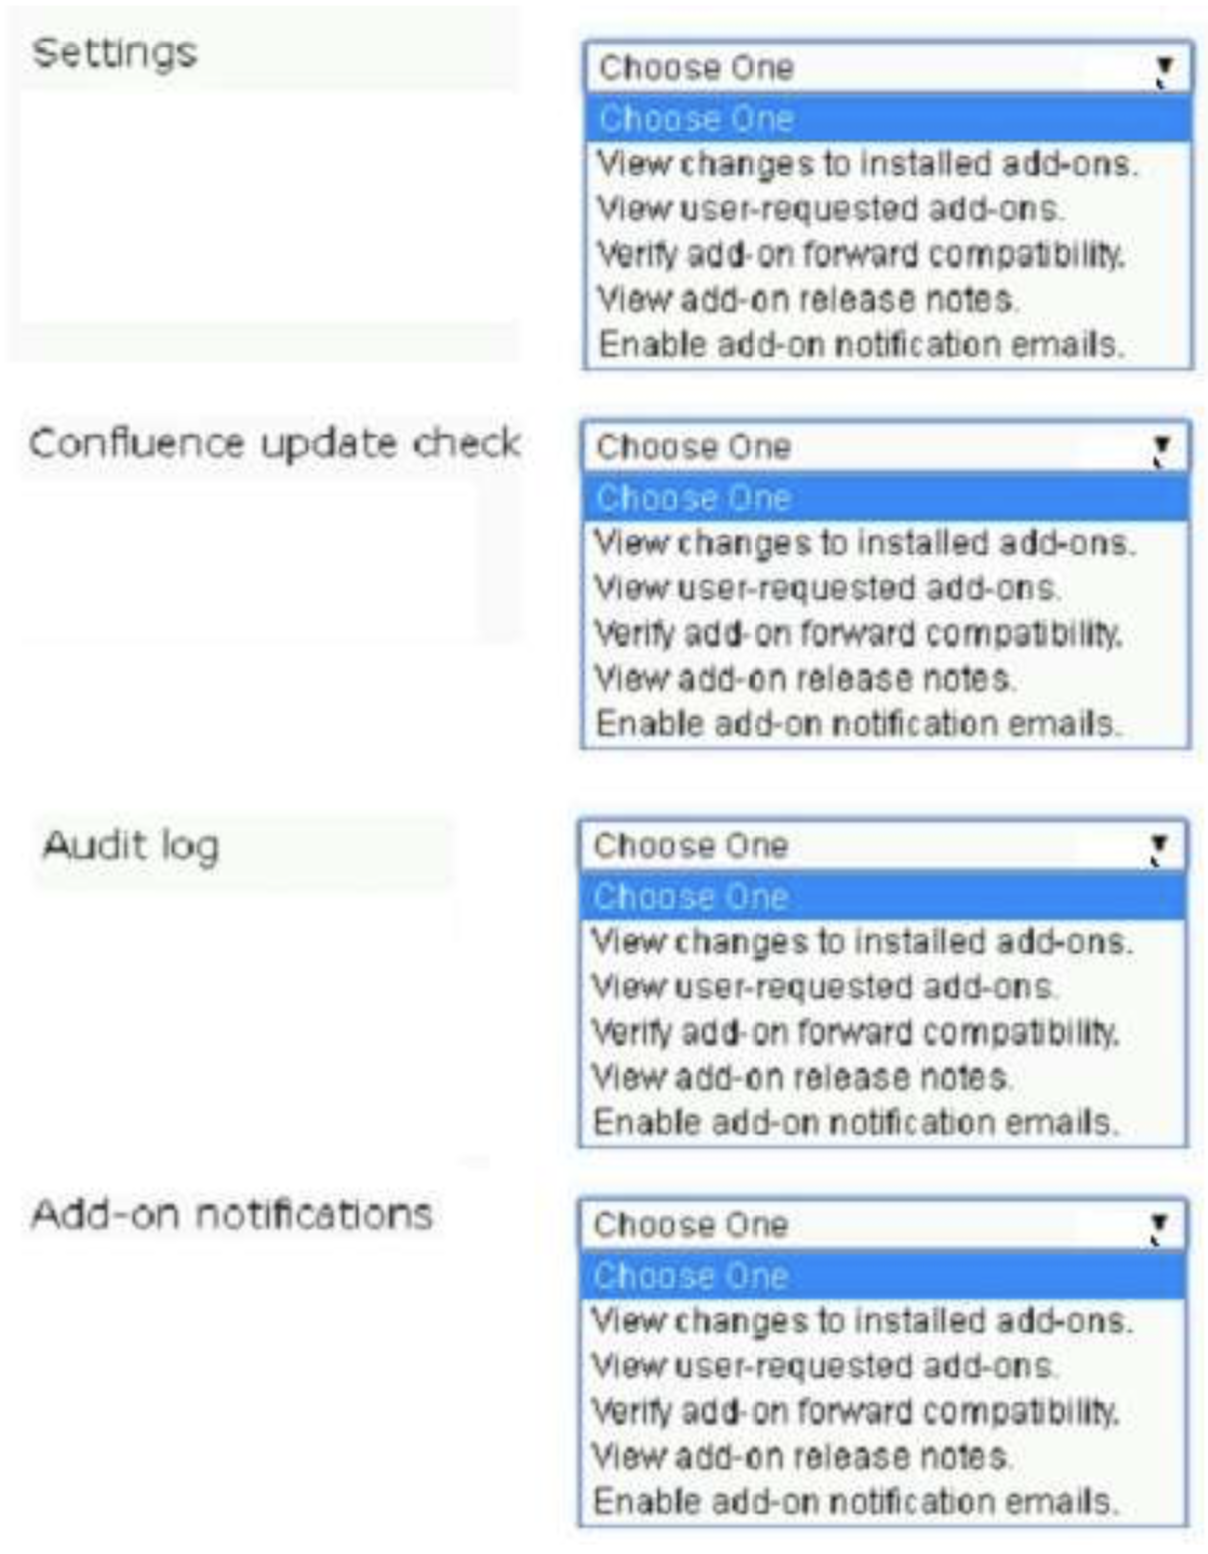 Settings
Choose One
Choose One
View changes to installed add-ons.
View user-requested add-ons.
Verify add-on forward compatibility.
View add-on release notes.
Enable add-on notification emails.
Confluence update check
Choose One
Choose One
View changes to installed add-ons.
View user-requested add-ons.
Verify add-on forward compatibility.
View add-on release notes.
Enable add-on notification emails.
Audit log
Choose One
Choose One
View changes to installed add-ons.
View user-requested add-ons.
Verify add-on forward compatibility.
View add-on release notes.
Enable add-on notification emails.
Add-on notifications
Choose One
Choose One
View changes to installed add-ons.
View user-requested add-ons.
Verify add-on forward compatibility.
View add-on release notes.
Enable add-on notification emails.